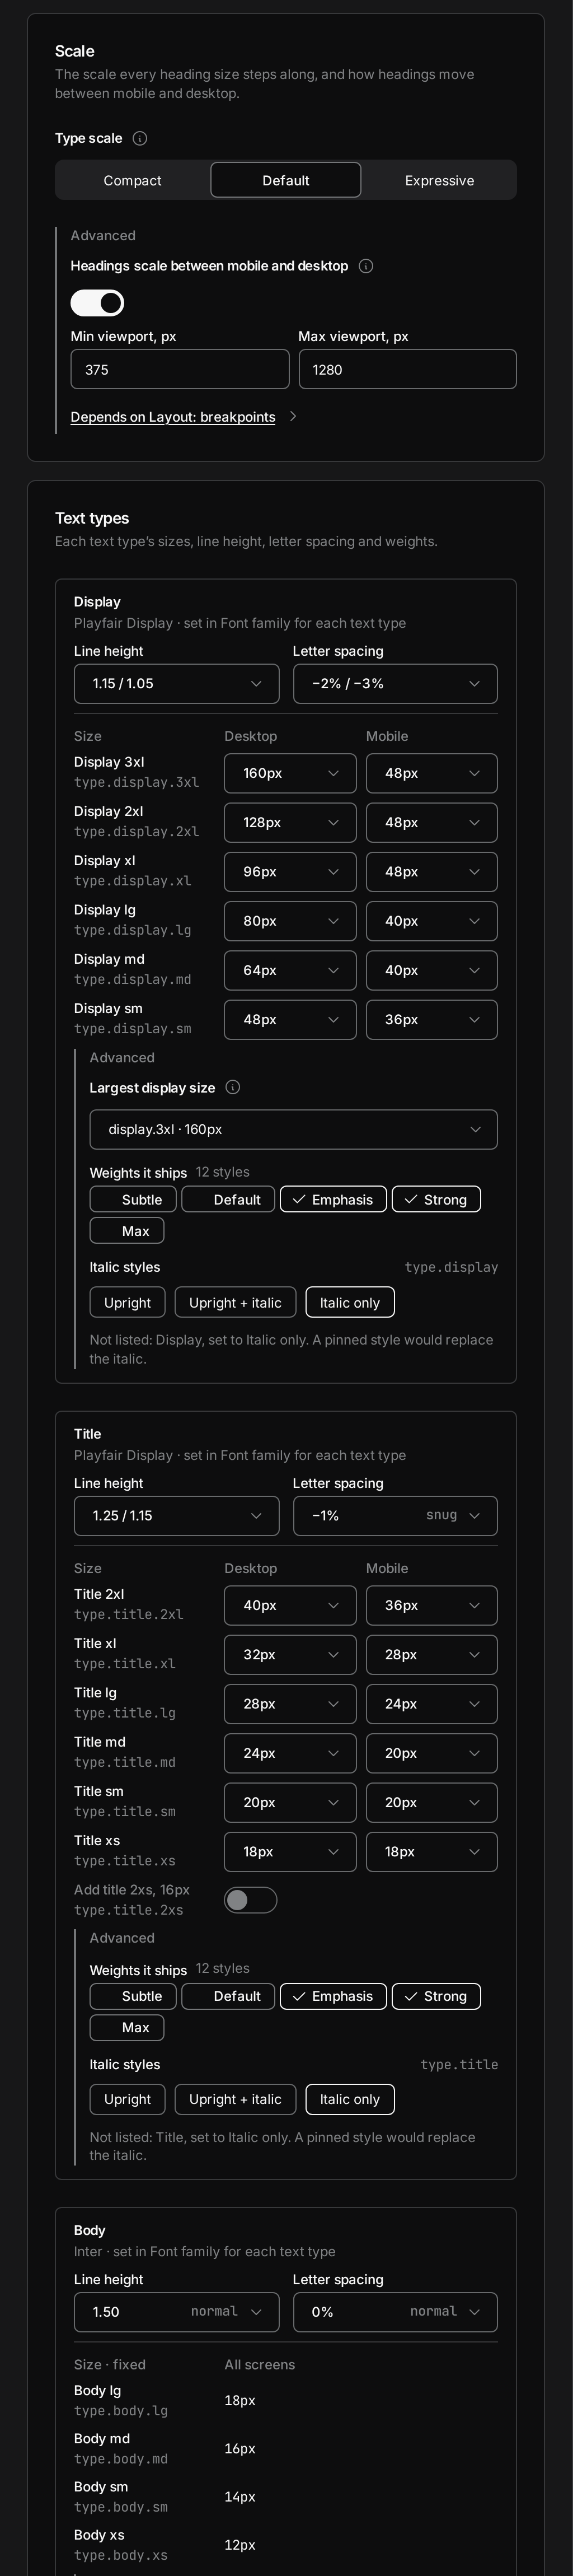 Scale
The scale every heading size steps along, and how headings move
between mobile and desktop.
Type scale
Compact Default Expressive
Advanced
Headings scale between mobile and desktop
Min viewport, px Max viewport, px
375 1280
Depends on Layout: breakpoints
Text types
Each text type’s sizes, line height, letter spacing and weights.
Display
Playfair Display · set in Font family for each text type
Line height Letter spacing
1.15 / 1.05 −2% / −3%
Size Desktop Mobile
Display 3xl
type.display.3xl
160px 48px
Display 2xl
type.display.2xl
128px 48px
Display xl
type.display.xl
96px 48px
Display lg
type.display.lg
80px 40px
Display md
type.display.md
64px 40px
Display sm
type.display.sm
48px 36px
Advanced
Largest display size
display.3xl · 160px
Weights it ships 12 styles
Subtle Default Emphasis Strong
Max
Italic styles type.display
Upright Upright + italic Italic only
Not listed: Display, set to Italic only. A pinned style would replace
the italic.
Title
Playfair Display · set in Font family for each text type
Line height Letter spacing
1.25 / 1.15 −1% snug
Size Desktop Mobile
Title 2xl
type.title.2xl
40px 36px
Title xl
type.title.xl
32px 28px
Title lg
type.title.lg
28px 24px
Title md
type.title.md
24px 20px
Title sm
type.title.sm
20px 20px
Title xs
type.title.xs
18px 18px
Add title 2xs, 16px
type.title.2xs
Advanced
Weights it ships 12 styles
Subtle Default Emphasis Strong
Max
Italic styles type.title
Upright Upright + italic Italic only
Not listed: Title, set to Italic only. A pinned style would replace
the italic.
Body
Inter · set in Font family for each text type
Line height Letter spacing
1.50 normal 0% normal
Size · fixed All screens
Body lg
type.body.lg
18px
Body md
type.body.md
16px
Body sm
type.body.sm
14px
Body xs
type.body.xs
12px